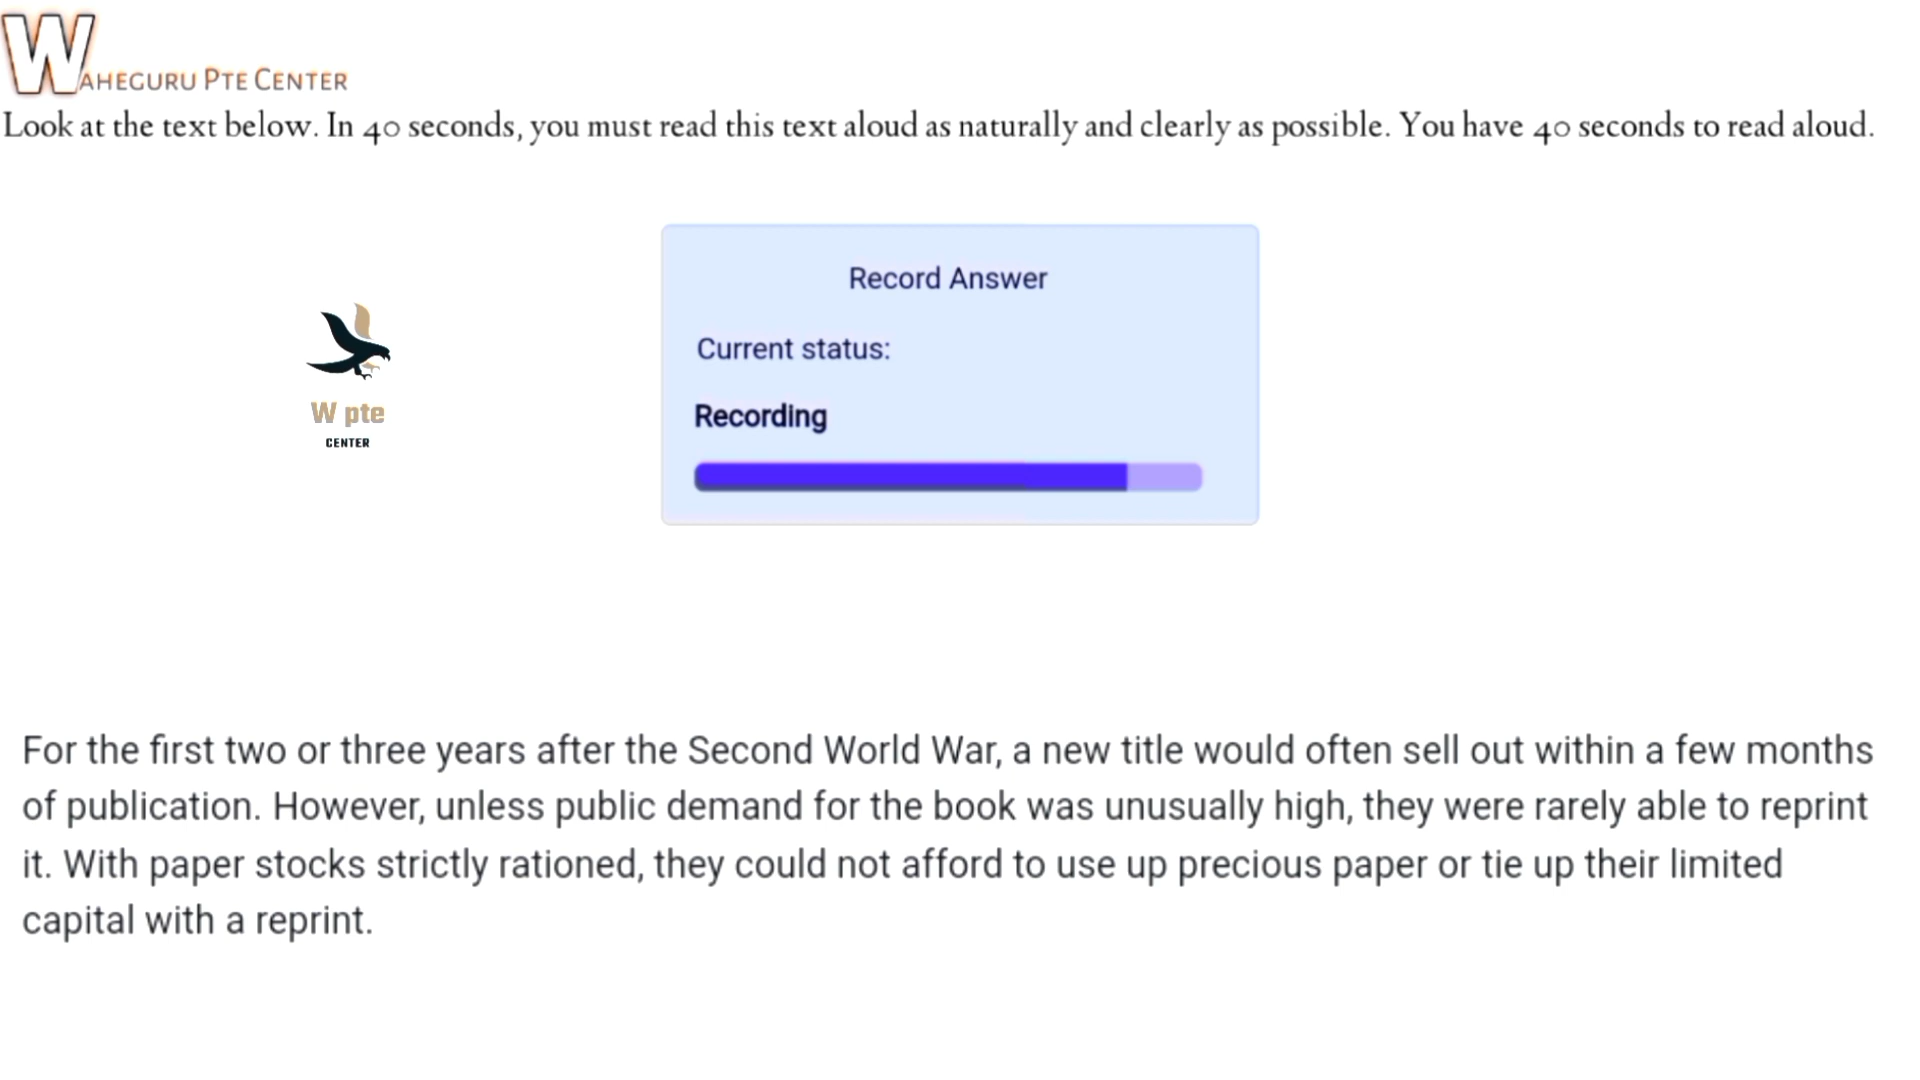 WAHEGURU PTE CENTER
Look at the text below. In 40 seconds, you must read this text aloud as naturally and clearly as possible. You have 40 seconds to read aloud.
Record Answer
Current status:
Recording
W pte
CENTER
For the first two or three years after the Second World War, a new title would often sell out within a few months
of publication. However, unless public demand for the book was unusually high, they were rarely able to reprint
it. With paper stocks strictly rationed, they could not afford to use up precious paper or tie up their limited
capital with a reprint.